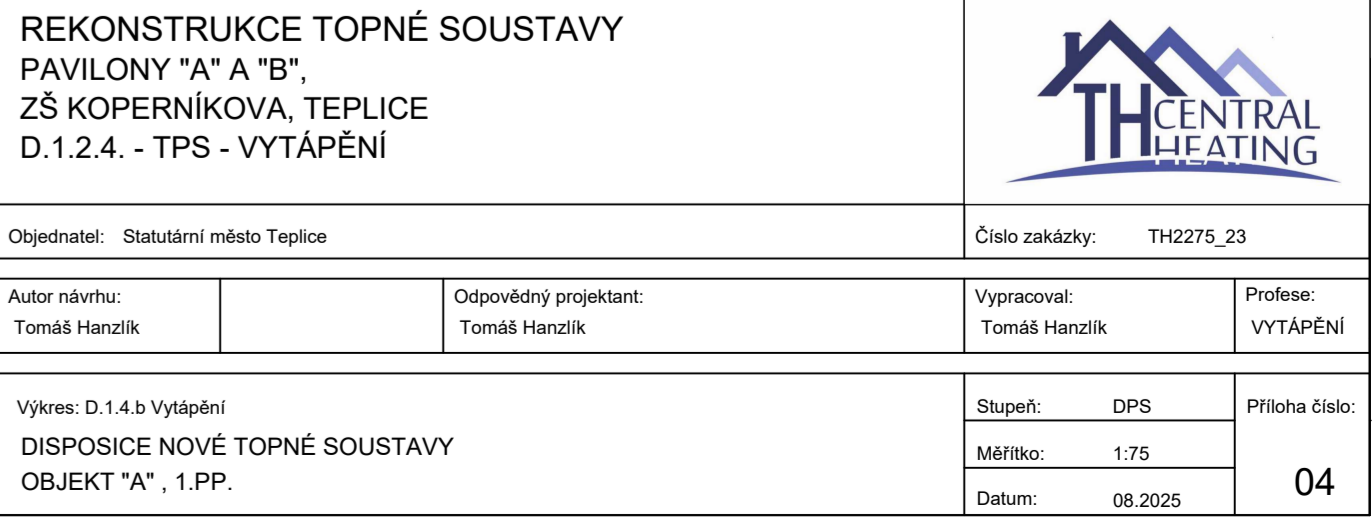 REKONSTRUKCE TOPNÉ SOUSTAVY
PAVILONY "A" A "B",
ZŠ KOPERNÍKOVA, TEPLICE
D.1.2.4. - TPS - VYTÁPĚNÍ
TH CENTRAL
HEATING
Objednatel: Statutární město Teplice
Číslo zakázky: TH2275_23
Autor návrhu:
Tomáš Hanzlík
Odpovědný projektant:
Tomáš Hanzlík
Vypracoval:
Tomáš Hanzlík
Profese:
VYTÁPĚNÍ
Výkres: D.1.4.b Vytápění
DISPOSICE NOVÉ TOPNÉ SOUSTAVY
OBJEKT "A" , 1.PP.
Stupeň: DPS
Měřítko: 1:75
Datum: 08.2025
Příloha číslo:
04